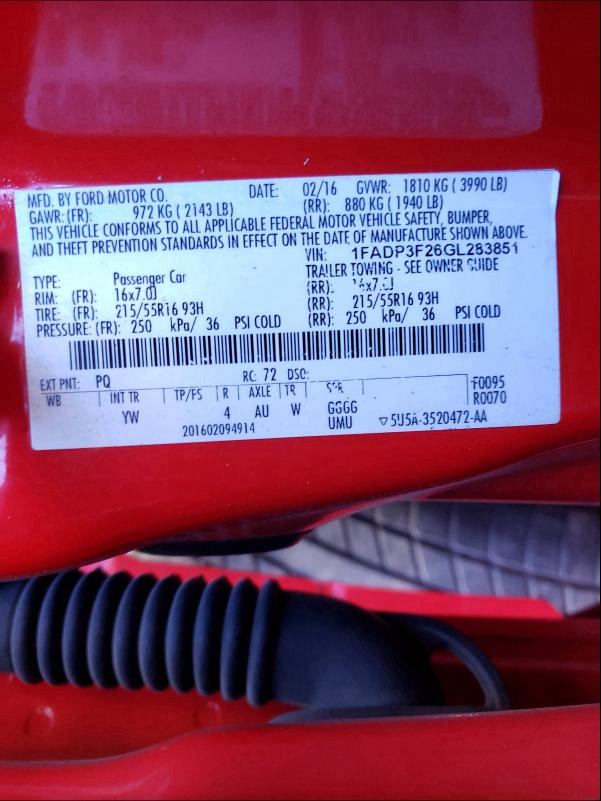 MFD. BY FORD MOTOR CO. DATE: 02/16 GVWR: 1810 KG ( 3990 LB)
GAWR: (FR): 972 KG ( 2143 LB) (RR): 880 KG ( 1940 LB)
THIS VEHICLE CONFORMS TO ALL APPLICABLE FEDERAL MOTOR VEHICLE SAFETY, BUMPER,
AND THEFT PREVENTION STANDARDS IN EFFECT ON THE DATE OF MANUFACTURE SHOWN ABOVE.
VIN: 1FADP3F26GL283851
TYPE: Passenger Car TRAILER TOWING - SEE OWNER GUIDE
RIM: (FR): 16x7.0J (RR): 16x7.0J
TIRE: (FR): 215/55R16 93H (RR): 215/55R16 93H
PRESSURE: (FR): 250 kPa/ 36 PSI COLD (RR): 250 kPa/ 36 PSI COLD
EXT PNT: PQ RC: 72 DSO: F0095
WB INT TR TP/FS R AXLE TR SPR R0070
YW 4 AU W GGGG
201602094914 UMU ▽5U5A-3520472-AA